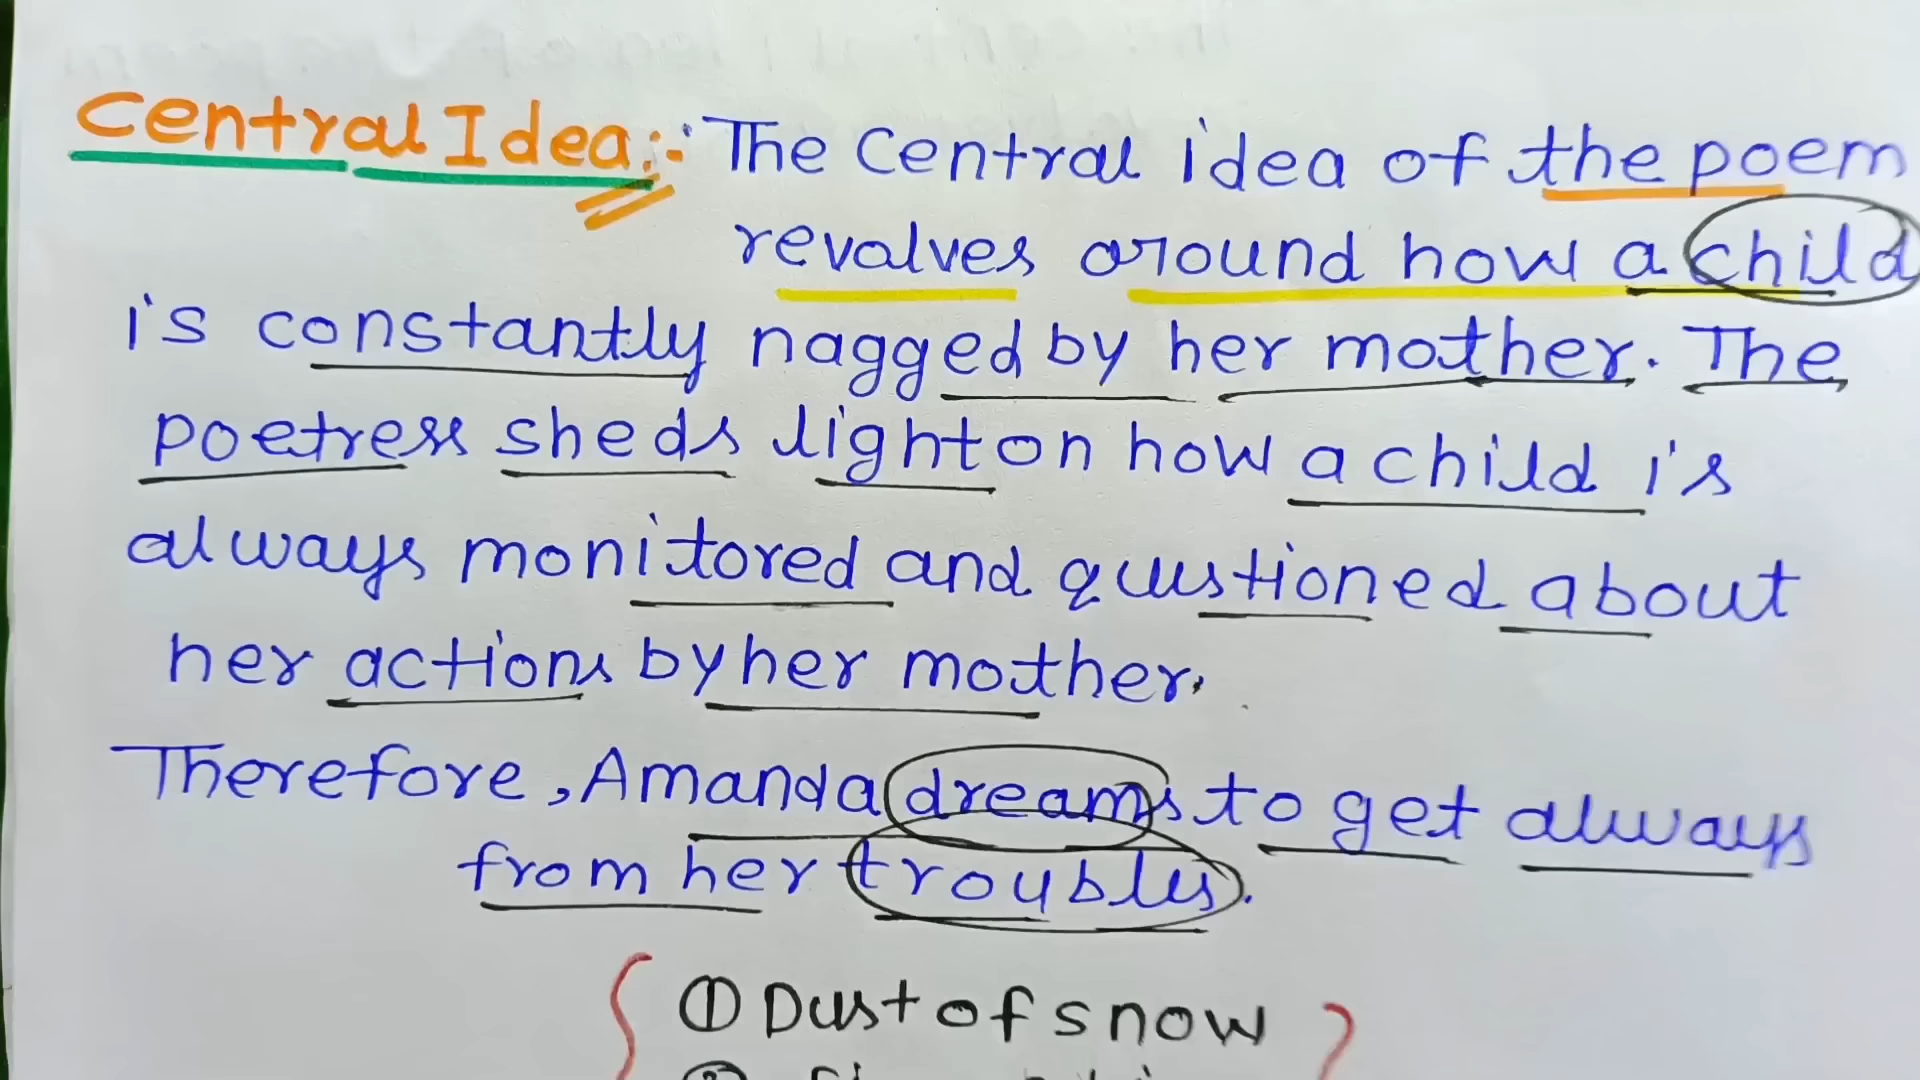 Central Idea:- The Central idea of the poem
revalves around how a child
is constantly nagged by her mother. The
poetress sheds light on how a child is
always monitored and questioned about
her actions by her mother.
Therefore, Amanda dreams to get always
from her troubles.
① Dust of snow